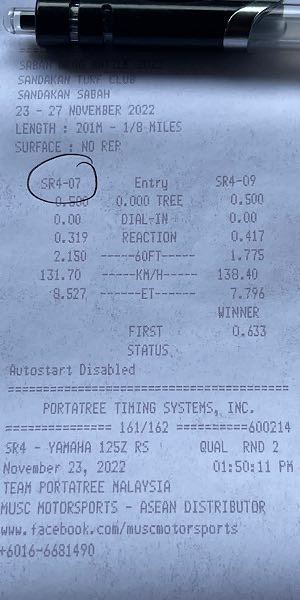 SABAH DRAG BATTLE 2022
SANDAKAN TURF CLUB
SANDAKAN SABAH
23 - 27 NOVEMBER 2022
LENGTH : 201M - 1/8 MILES
SURFACE : NO REP
SR4-07 Entry SR4-09
0.500 0.000 TREE 0.500
0.00 DIAL-IN 0.00
0.319 REACTION 0.417
2.150 -----60FT----- 1.775
131.70 -----KM/H----- 138.40
8.527 ------ET------ 7.796
WINNER
FIRST 0.633
STATUS
Autostart Disabled
========================================
PORTATREE TIMING SYSTEMS, INC.
=============== 161/162 ==========600214
SR4 - YAMAHA 125Z RS QUAL RND 2
November 23, 2022 01:50:11 PM
TEAM PORTATREE MALAYSIA
MUSC MOTORSPORTS - ASEAN DISTRIBUTOR
www.facebook.com/muscmotorsports
+6016-6681490